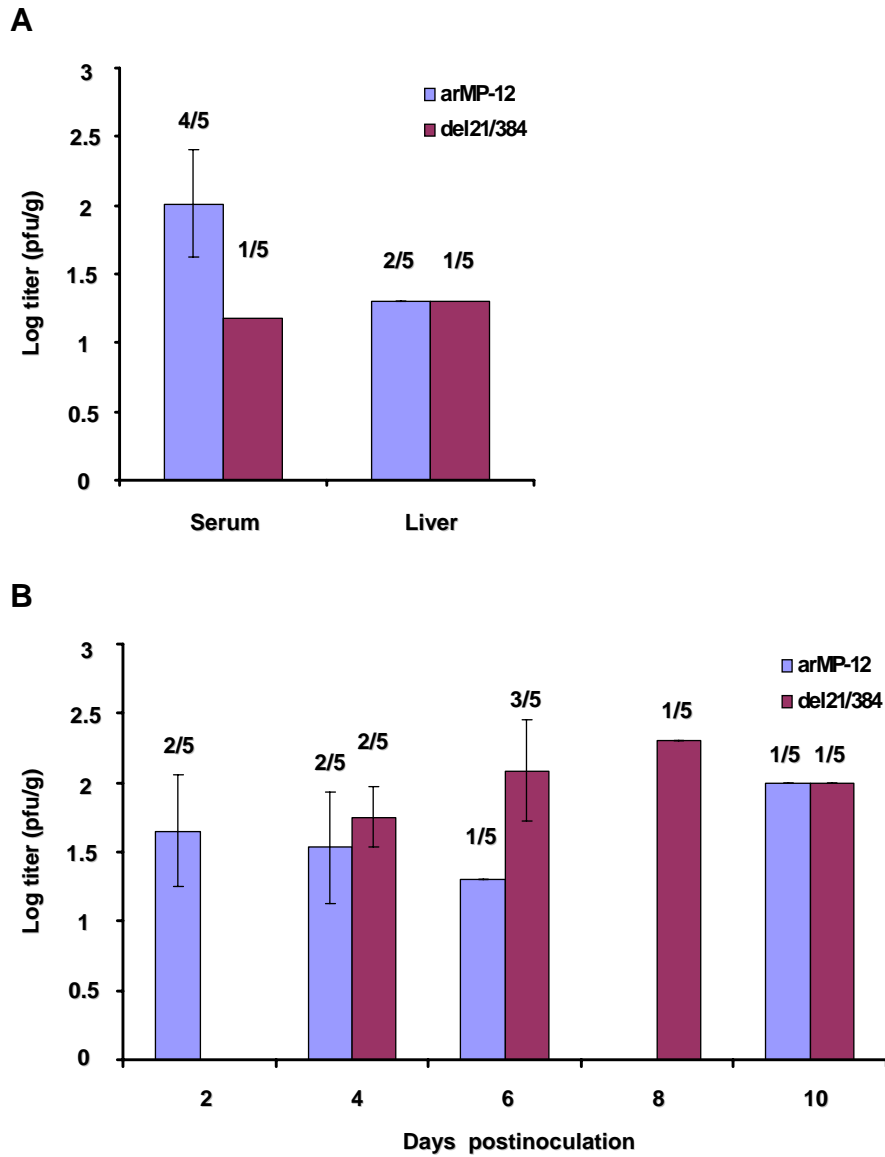 A
3
2.5
2
1.5
1
0.5
0
Log titer (pfu/g)
arMP-12
del21/384
4/5
1/5
2/5
1/5
Serum
Liver
B
3
2.5
2
1.5
1
0.5
0
Log titer (pfu/g)
arMP-12
del21/384
2/5
2/5
2/5
1/5
3/5
1/5
1/5
1/5
2
4
6
8
10
Days postinoculation